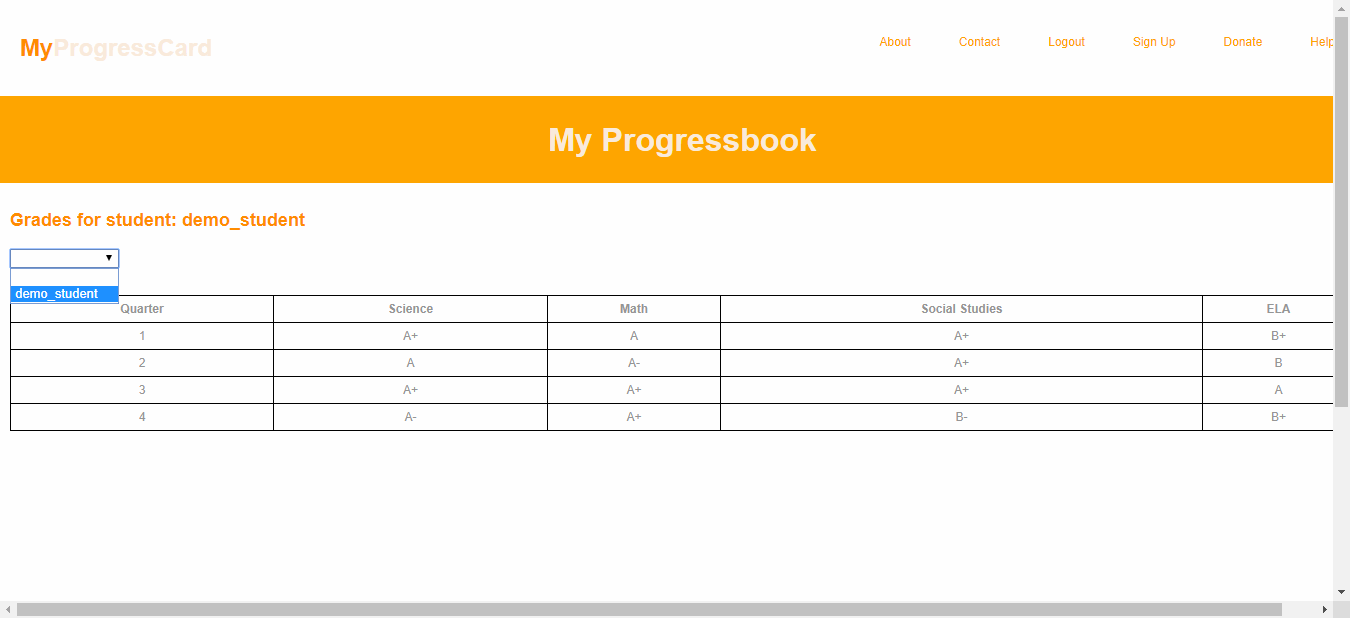 MyProgressCard
About Contact Logout Sign Up Donate Help
My Progressbook
Grades for student: demo_student
demo_student
Quarter Science Math Social Studies ELA
1 A+ A A+ B+
2 A A- A+ B
3 A+ A+ A+ A
4 A- A+ B- B+